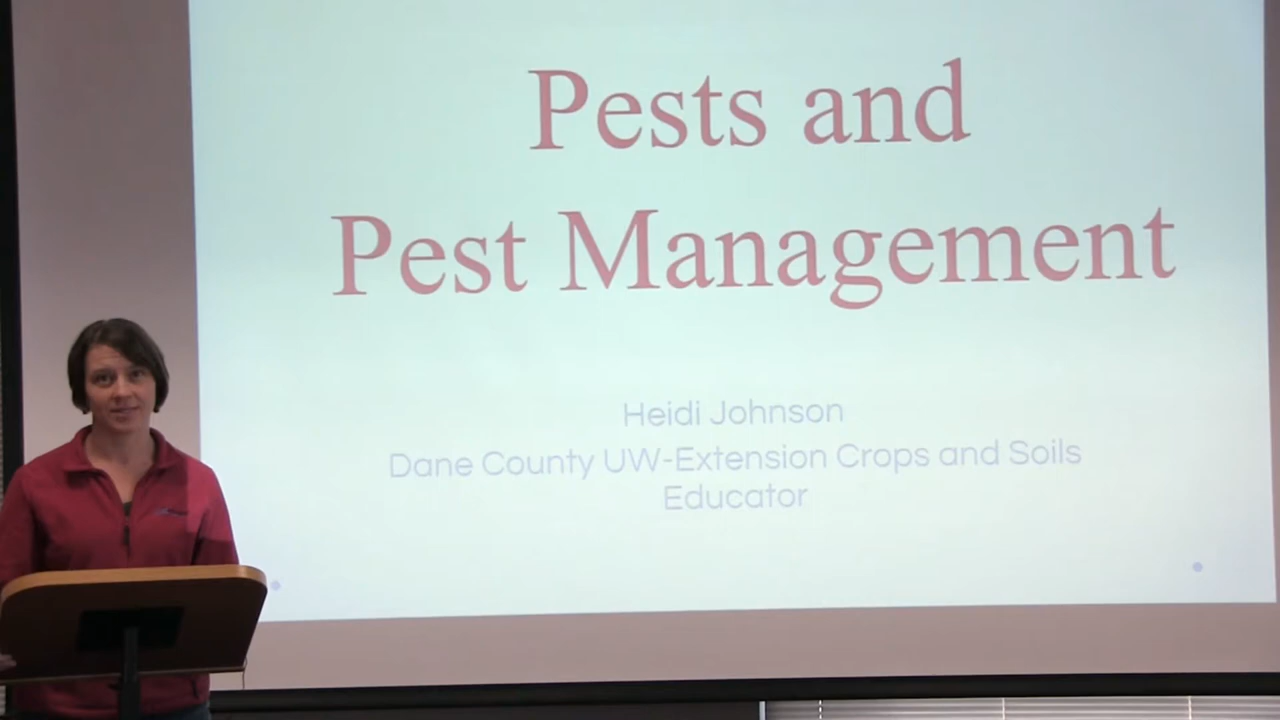 Pests and
Pest Management
Heidi Johnson
Dane County UW-Extension Crops and Soils
Educator